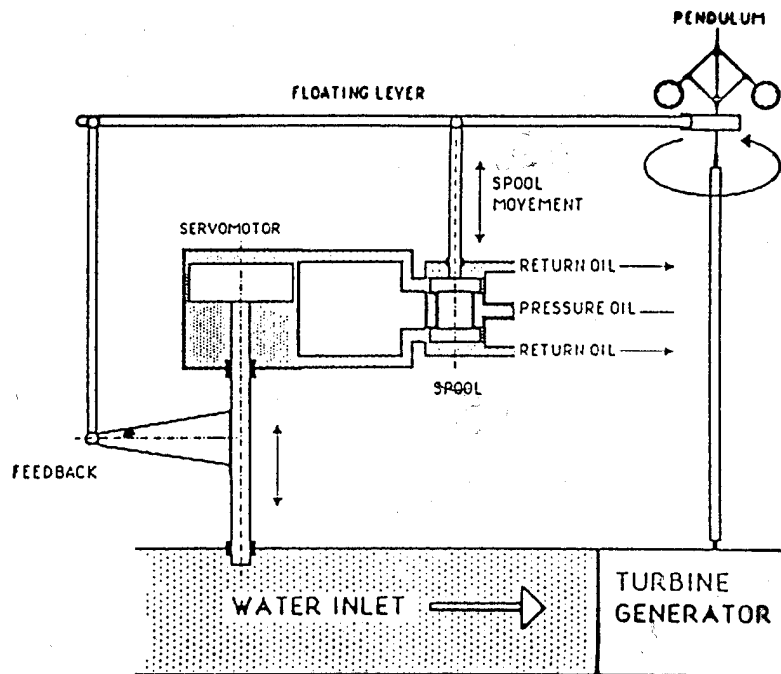 PENDULUM
FLOATING LEVER
SPOOL
MOVEMENT
SERVOMOTOR
RETURN OIL
PRESSURE OIL
RETURN OIL
SPOOL
FEEDBACK
WATER INLET
TURBINE
GENERATOR